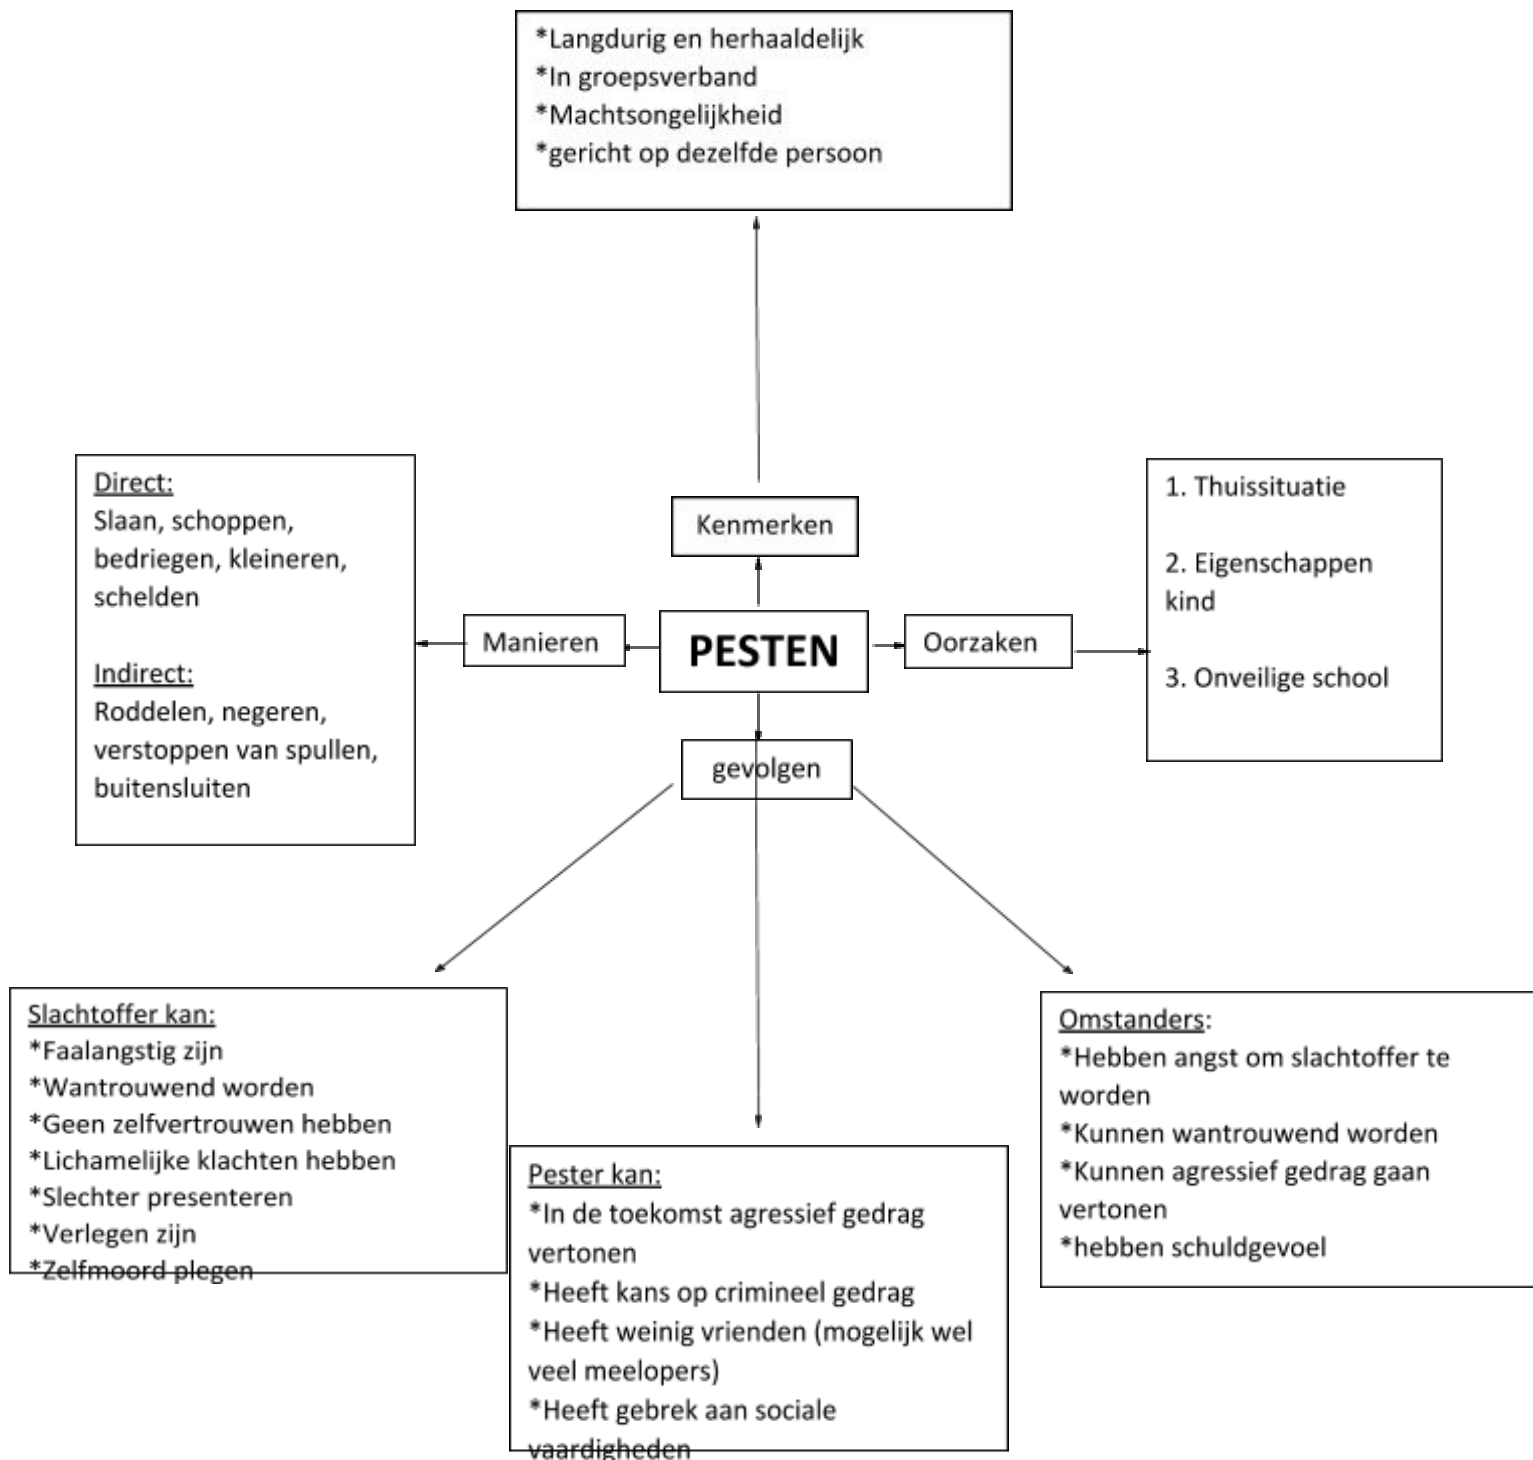 *Langdurig en herhaaldelijk
*In groepsverband
*Machtsongelijkheid
*gericht op dezelfde persoon
Kenmerken
Direct:
Slaan, schoppen,
bedriegen, kleineren,
schelden
Indirect:
Roddelen, negeren,
verstoppen van spullen,
buitensluiten
Manieren
PESTEN
Oorzaken
1. Thuissituatie
2. Eigenschappen
kind
3. Onveilige school
gevolgen
Slachtoffer kan:
*Faalangstig zijn
*Wantrouwend worden
*Geen zelfvertrouwen hebben
*Lichamelijke klachten hebben
*Slechter presenteren
*Verlegen zijn
*Zelfmoord plegen
Pester kan:
*In de toekomst agressief gedrag
vertonen
*Heeft kans op crimineel gedrag
*Heeft weinig vrienden (mogelijk wel
veel meelopers)
*Heeft gebrek aan sociale
vaardigheden
Omstanders:
*Hebben angst om slachtoffer te
worden
*Kunnen wantrouwend worden
*Kunnen agressief gedrag gaan
vertonen
*hebben schuldgevoel